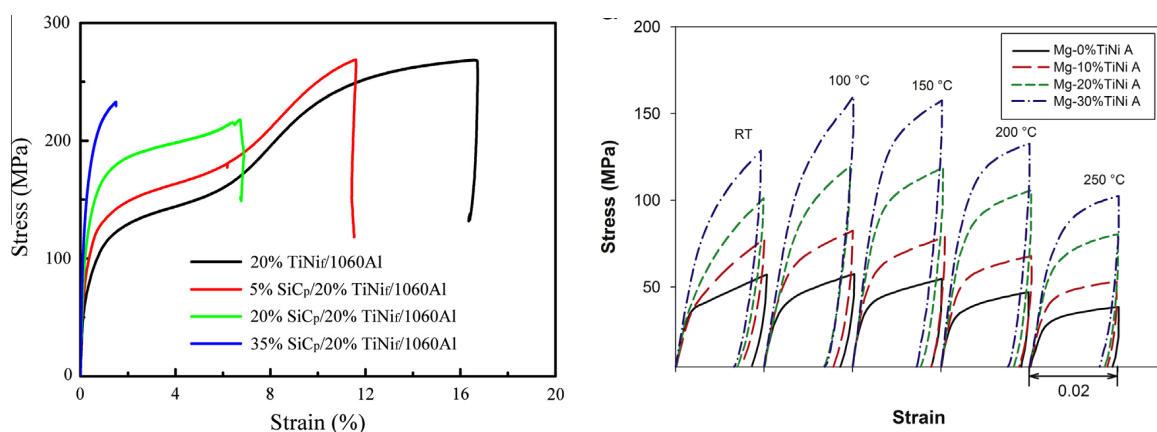 300
200
100
0
0
4
8
12
16
20
Stress (MPa)
Strain (%)
20% TiNif/1060Al
5% SiCp/20% TiNif/1060Al
20% SiCp/20% TiNif/1060Al
35% SiCp/20% TiNif/1060Al
200
150
100
50
Stress (MPa)
Strain
Mg-0%TiNi A
Mg-10%TiNi A
Mg-20%TiNi A
Mg-30%TiNi A
RT
100 °C
150 °C
200 °C
250 °C
0.02